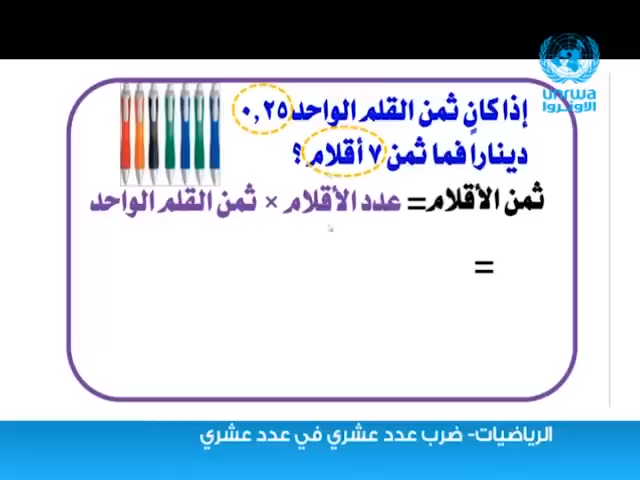 unrwa
الأونروا
إذا كان ثمن القلم الواحد ٠,٢٥
دينارا فما ثمن ٧ أقلام ؟
ثمن الأقلام = عدد الأقلام × ثمن القلم الواحد
=
الرياضيات- ضرب عدد عشري في عدد عشري